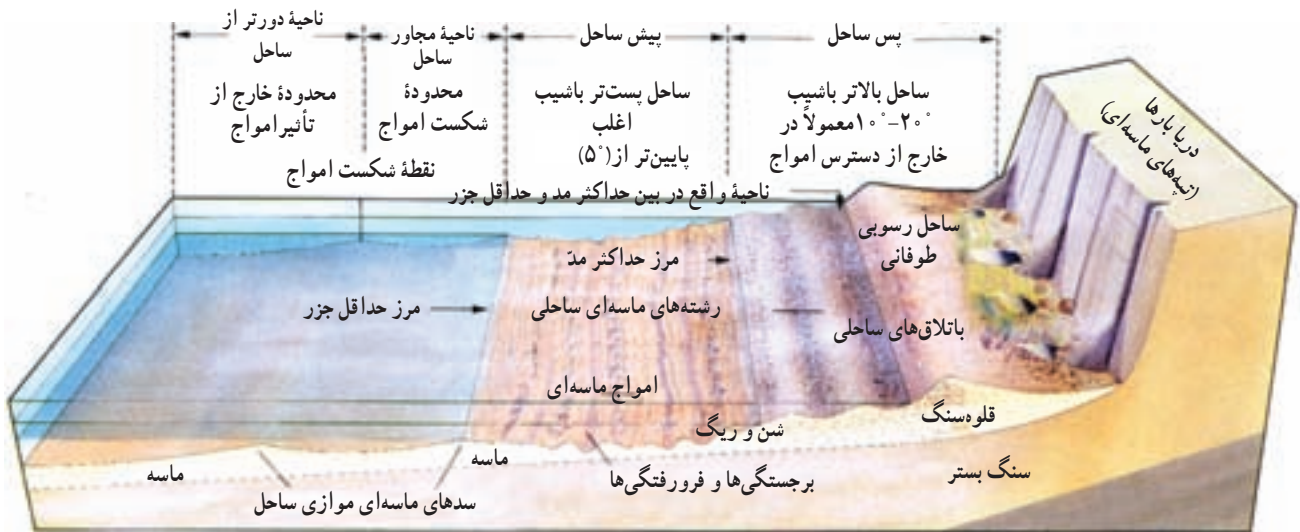 پس ساحل
پیش ساحل
ناحیهٔ مجاور
ساحل
ناحیهٔ دورتر از
ساحل
ساحل بالاتر باشیب
۲۰°-۱۰° معمولاً در
خارج از دسترس امواج
ساحل پست‌تر باشیب
اغلب
پایین‌تر از(۵°)
محدودهٔ
شکست امواج
محدودهٔ خارج از
تأثیر امواج
نقطهٔ شکست امواج
ناحیهٔ واقع در بین حداکثر مد و حداقل جزر
دریا بارها
(تپه‌های ماسه‌ای)
ساحل رسوبی
طوفانی
مرز حداکثر مدّ
مرز حداقل جزر
رشته‌های ماسه‌ای ساحلی
باتلاق‌های ساحلی
امواج ماسه‌ای
قلوه‌سنگ
شن و ریگ
ماسه
ماسه
سنگ بستر
برجستگی‌ها و فرورفتگی‌ها
سدهای ماسه‌ای موازی ساحل